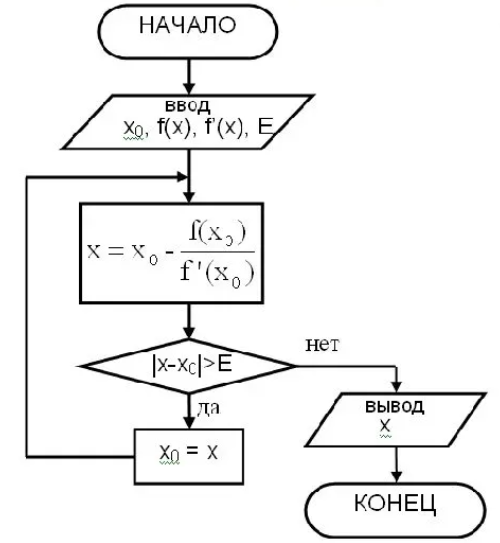 НАЧАЛО
ввод
x₀, f(x), f'(x), E
x = x₀ - f(x₀) / f'(x₀)
|x-x₀|>E
нет
да
x₀ = x
вывод
x
КОНЕЦ